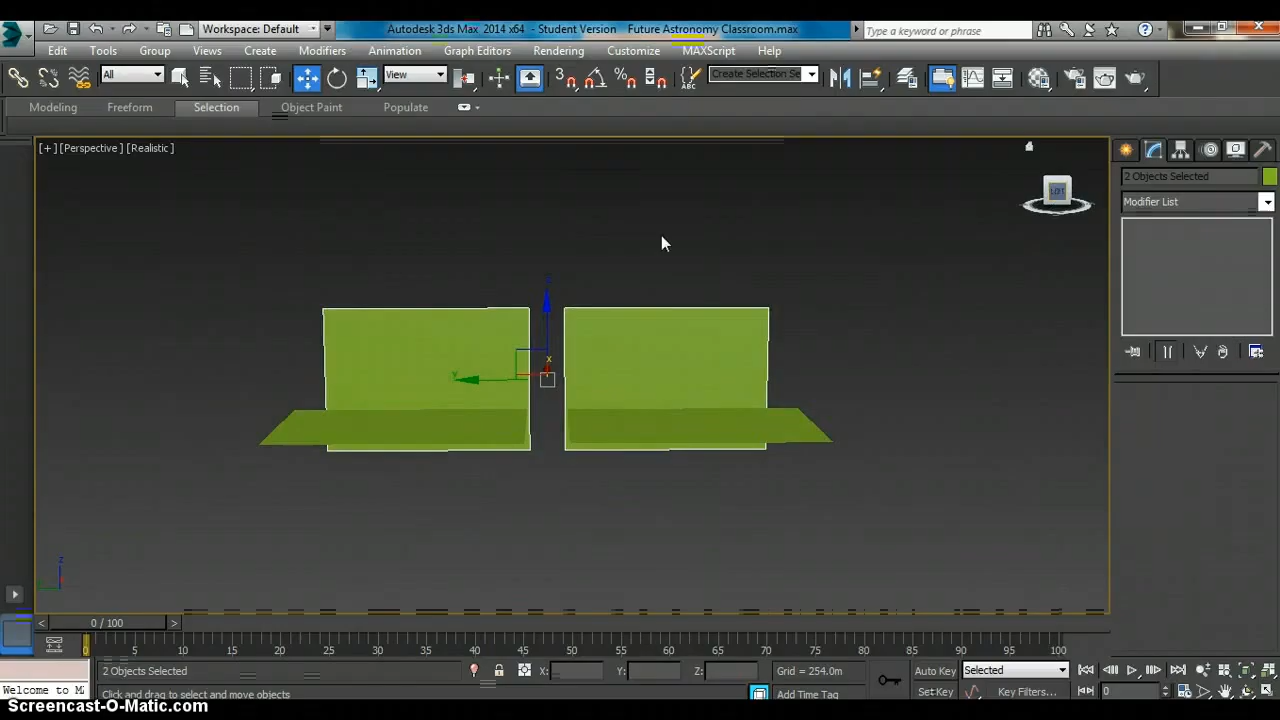 Workspace: Default
Autodesk 3ds Max 2014 x64 - Student Version Future Astronomy Classroom.max
Type a keyword or phrase
Edit Tools Group Views Create Modifiers Animation Graph Editors Rendering Customize MAXScript Help
All View Create Selection Se
Modeling Freeform Selection Object Paint Populate
[+] [Perspective] [Realistic]
2 Objects Selected
Modifier List
LEFT
z
x
y
z
0 / 100
0 5 10 15 20 25 30 35 40 45 50 55 60 65 70 75 80 85 90 95 100
2 Objects Selected X: Y: Z: Grid = 254.0m Auto Key Selected
Welcome to M
Click and drag to select and move objects Add Time Tag Set Key Key Filters... 0
Screencast-O-Matic.com